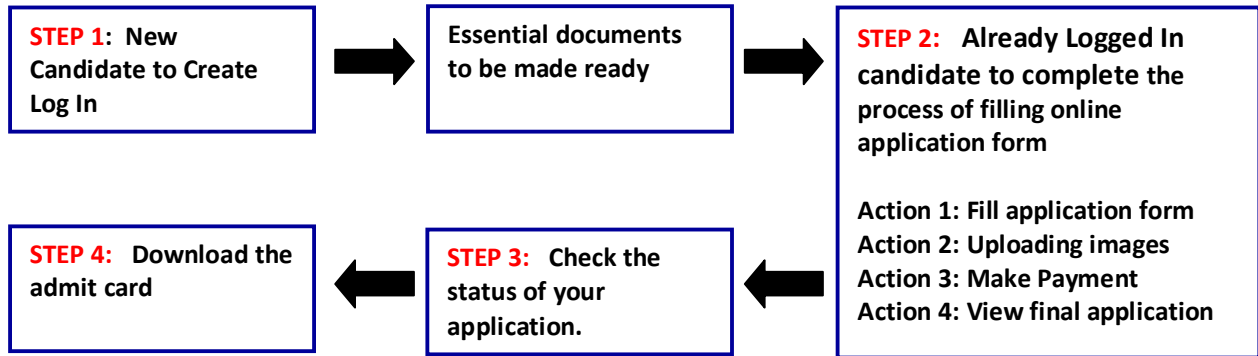 STEP 1: New
Candidate to Create
Log In
Essential documents
to be made ready
STEP 2: Already Logged In
candidate to complete the
process of filling online
application form
Action 1: Fill application form
Action 2: Uploading images
Action 3: Make Payment
Action 4: View final application
STEP 3: Check the
status of your
application.
STEP 4: Download the
admit card